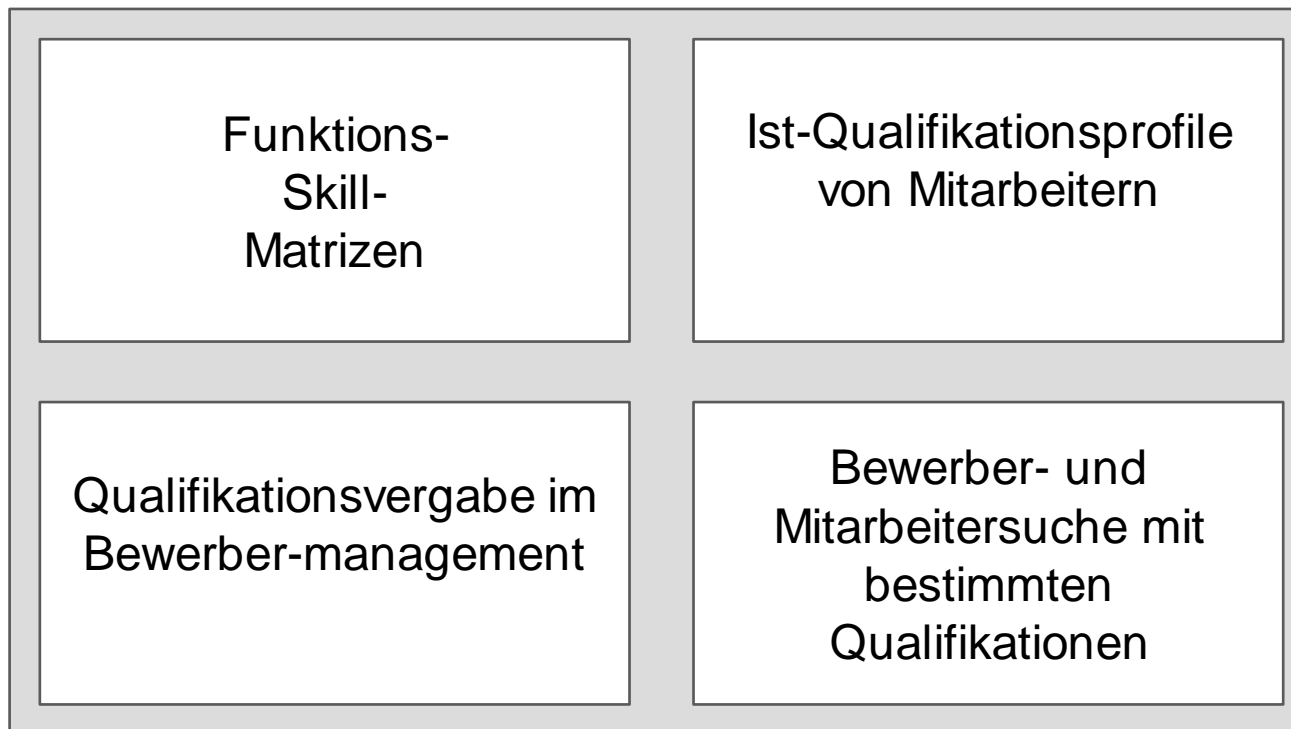 Funktions-
Skill-
Matrizen
Ist-Qualifikationsprofile
von Mitarbeitern
Qualifikationsvergabe im
Bewerber-management
Bewerber- und
Mitarbeitersuche mit
bestimmten
Qualifikationen